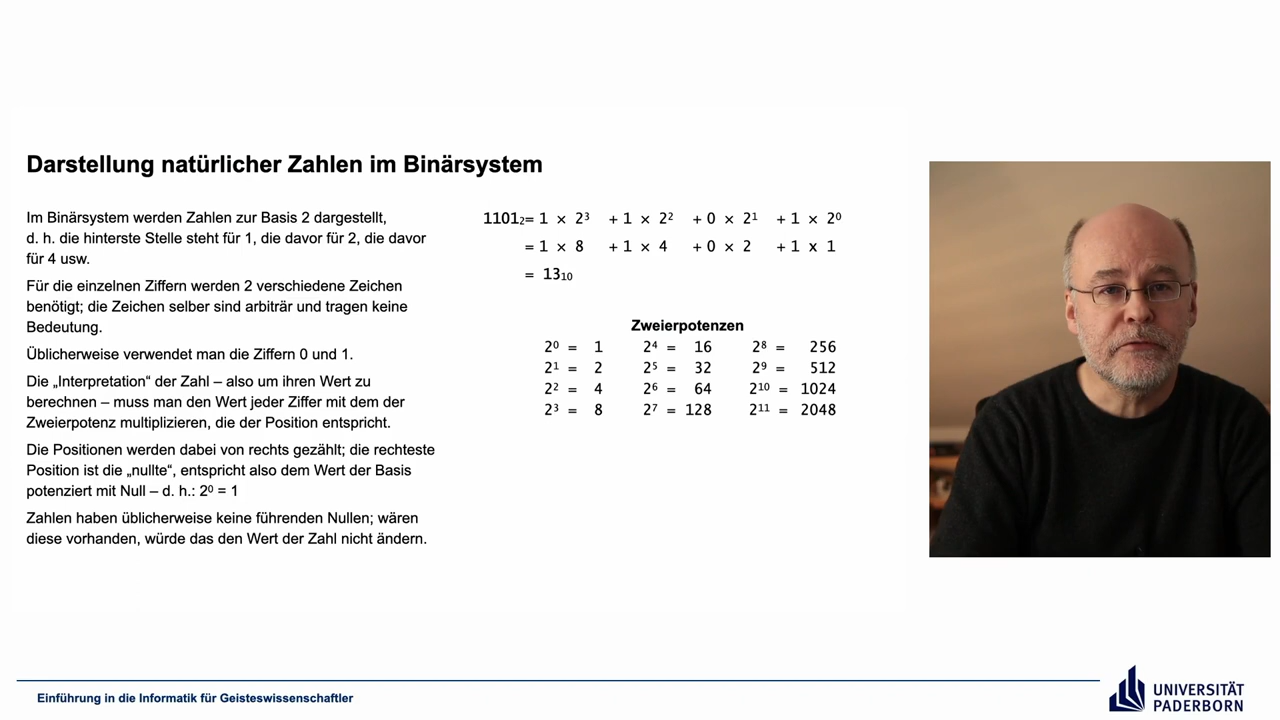 Darstellung natürlicher Zahlen im Binärsystem
Im Binärsystem werden Zahlen zur Basis 2 dargestellt,
d. h. die hinterste Stelle steht für 1, die davor für 2, die davor
für 4 usw.
Für die einzelnen Ziffern werden 2 verschiedene Zeichen
benötigt; die Zeichen selber sind arbiträr und tragen keine
Bedeutung.
Üblicherweise verwendet man die Ziffern 0 und 1.
Die „Interpretation“ der Zahl – also um ihren Wert zu
berechnen – muss man den Wert jeder Ziffer mit dem der
Zweierpotenz multiplizieren, die der Position entspricht.
Die Positionen werden dabei von rechts gezählt; die rechteste
Position ist die „nullte“, entspricht also dem Wert der Basis
potenziert mit Null – d. h.: 2⁰ = 1
Zahlen haben üblicherweise keine führenden Nullen; wären
diese vorhanden, würde das den Wert der Zahl nicht ändern.
1101₂= 1 × 2³ + 1 × 2² + 0 × 2¹ + 1 × 2⁰
= 1 × 8 + 1 × 4 + 0 × 2 + 1 x 1
= 13₁₀
Zweierpotenzen
2⁰ = 1 2⁴ = 16 2⁸ = 256
2¹ = 2 2⁵ = 32 2⁹ = 512
2² = 4 2⁶ = 64 2¹⁰ = 1024
2³ = 8 2⁷ = 128 2¹¹ = 2048
Einführung in die Informatik für Geisteswissenschaftler
UNIVERSITÄT
PADERBORN